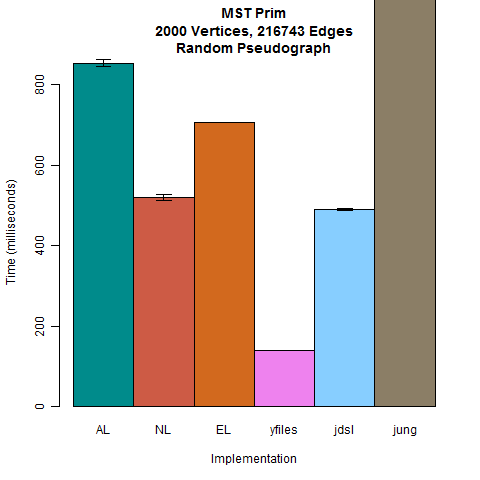 MST Prim
2000 Vertices, 216743 Edges
Random Pseudograph
800
600
400
200
0
Time (milliseconds)
AL NL EL yfiles jdsl jung
Implementation